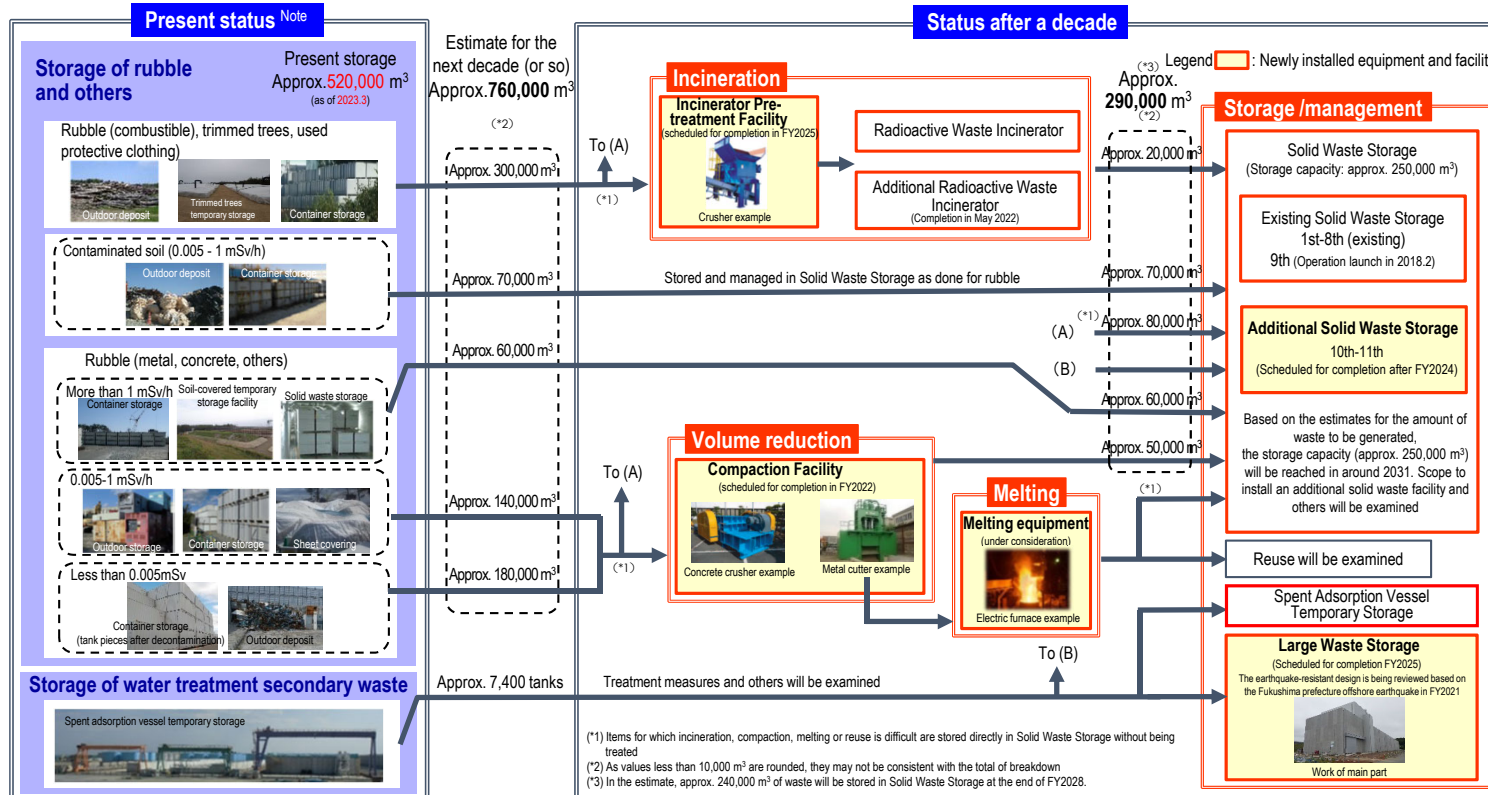 Present status Note
Storage of rubble
and others
Present storage
Approx.520,000 m³
(as of 2023.3)
Rubble (combustible), trimmed trees, used
protective clothing)
Outdoor deposit
Trimmed trees
temporary storage
Container storage
Contaminated soil (0.005 - 1 mSv/h)
Outdoor deposit
Container storage
Rubble (metal, concrete, others)
More than 1 mSv/h
Container storage
Soil-covered temporary
storage facility
Solid waste storage
0.005-1 mSv/h
Outdoor storage
Container storage
Sheet covering
Less than 0.005mSv
Container storage
(tank pieces after decontamination)
Outdoor deposit
Storage of water treatment secondary waste
Spent adsorption vessel temporary storage
Estimate for the
next decade (or so)
Approx.760,000 m³
(*2)
Approx. 300,000 m³
Approx. 70,000 m³
Approx. 60,000 m³
Approx. 140,000 m³
Approx. 180,000 m³
Approx. 7,400 tanks
Status after a decade
To (A)
(*1)
Incineration
Incinerator Pre-
treatment Facility
(scheduled for completion in FY2025)
Crusher example
Radioactive Waste Incinerator
Additional Radioactive Waste
Incinerator
(Completion in May 2022)
Stored and managed in Solid Waste Storage as done for rubble
To (A)
(*1)
Volume reduction
Compaction Facility
(scheduled for completion in FY2022)
Concrete crusher example
Metal cutter example
Melting
Melting equipment
(under consideration)
Electric furnace example
Treatment measures and others will be examined
To (B)
(*3)
Approx.
290,000 m³
(*2)
Approx. 20,000 m³
Approx. 70,000 m³
(A)
(*1)
Approx. 80,000 m³
(B)
Approx. 60,000 m³
Approx. 50,000 m³
(*1)
Legend
: Newly installed equipment and facilit
Storage /management
Solid Waste Storage
(Storage capacity: approx. 250,000 m³)
Existing Solid Waste Storage
1st-8th (existing)
9th (Operation launch in 2018.2)
Additional Solid Waste Storage
10th-11th
(Scheduled for completion after FY2024)
Based on the estimates for the amount of
waste to be generated,
the storage capacity (approx. 250,000 m³)
will be reached in around 2031. Scope to
install an additional solid waste facility and
others will be examined
Reuse will be examined
Spent Adsorption Vessel
Temporary Storage
Large Waste Storage
(Scheduled for completion FY2025)
The earthquake-resistant design is being reviewed based on
the Fukushima prefecture offshore earthquake in FY2021
Work of main part
(*1) Items for which incineration, compaction, melting or reuse is difficult are stored directly in Solid Waste Storage without being
treated
(*2) As values less than 10,000 m³ are rounded, they may not be consistent with the total of breakdown
(*3) In the estimate, approx. 240,000 m³ of waste will be stored in Solid Waste Storage at the end of FY2028.